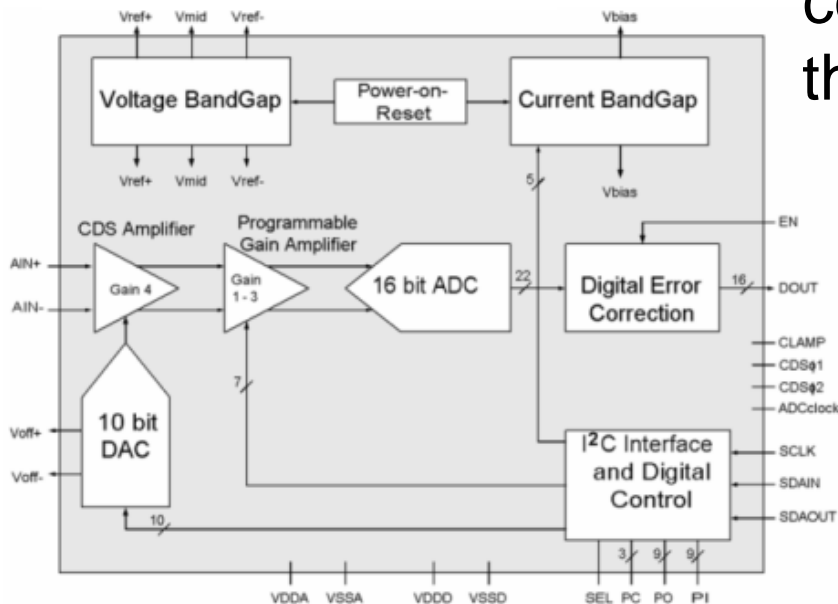 co
th
Vref+ Vmid Vref-
Vbias
Voltage BandGap
Power-on-
Reset
Current BandGap
Vref+ Vmid Vref-
Vbias
5
CDS Amplifier
Programmable
Gain Amplifier
EN
AIN+
AIN-
Gain 4
Gain
1 - 3
16 bit ADC
22
Digital Error
Correction
16
DOUT
CLAMP
CDSϕ1
CDSϕ2
ADCclock
7
10 bit
DAC
Voff+
Voff-
I²C Interface
and Digital
Control
SCLK
SDAIN
SDAOUT
10
3 9 9
VDDA VSSA VDDD VSSD SEL PC PO PI